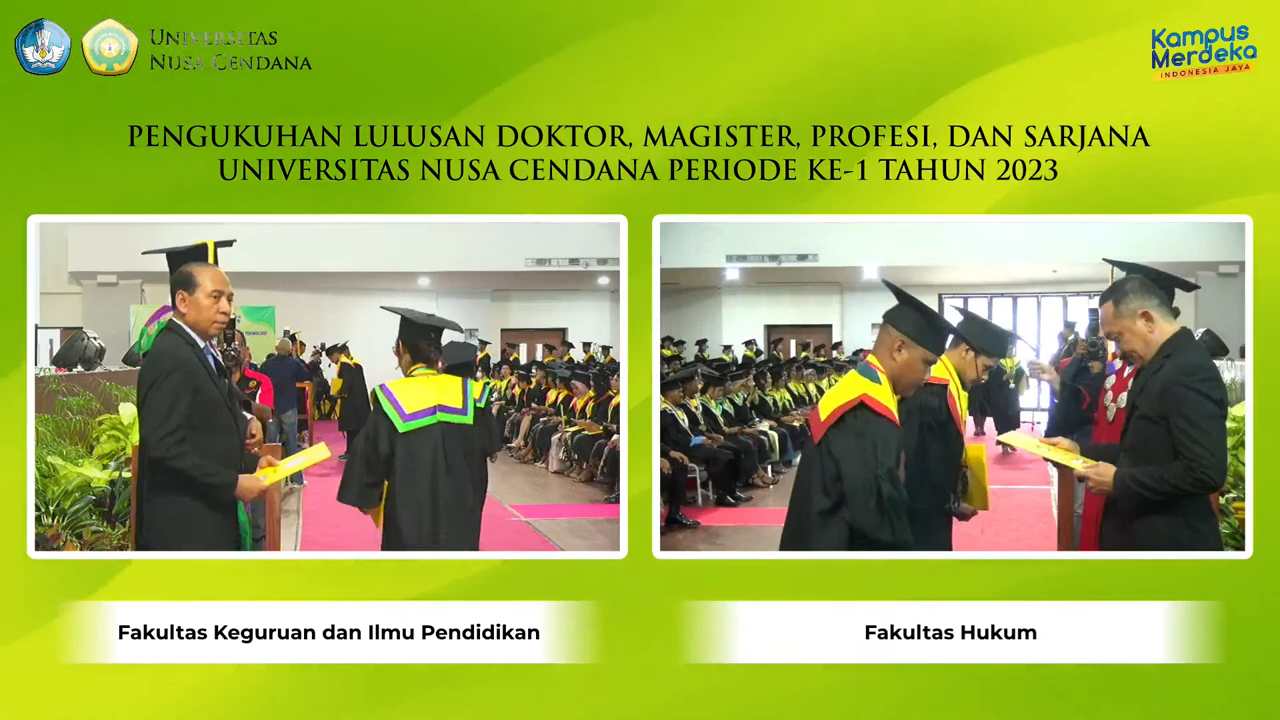 UNIVERSITAS
NUSA CENDANA
Kampus
Merdeka
INDONESIA JAYA
PENGUKUHAN LULUSAN DOKTOR, MAGISTER, PROFESI, DAN SARJANA
UNIVERSITAS NUSA CENDANA PERIODE KE-1 TAHUN 2023
Fakultas Keguruan dan Ilmu Pendidikan
Fakultas Hukum